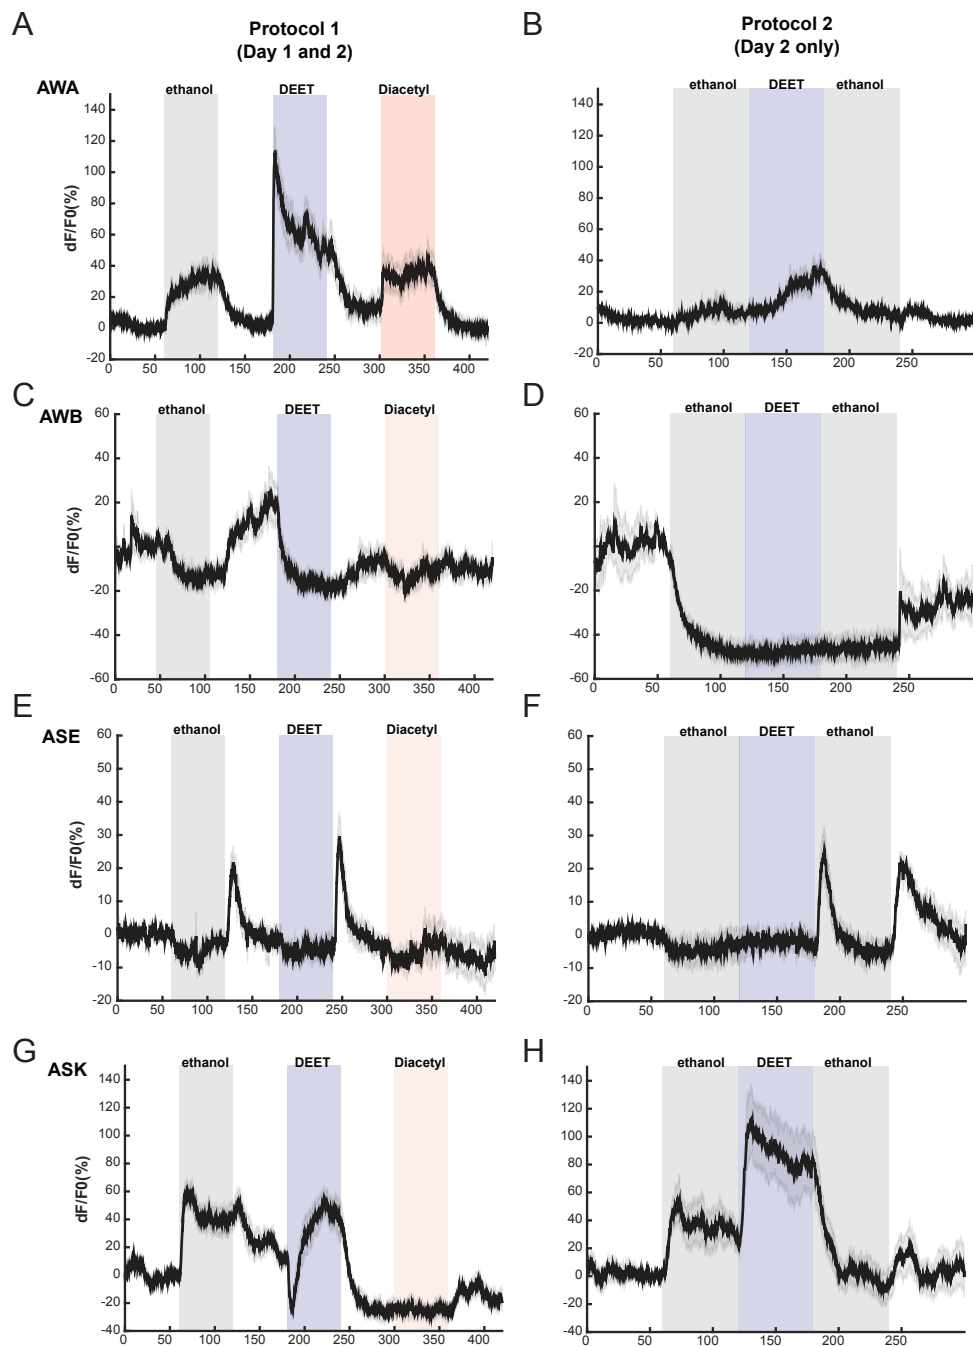 A
Protocol 1
(Day 1 and 2)
B
Protocol 2
(Day 2 only)
AWA
ethanol DEET Diacetyl
140
120
100
80
60
40
20
0
-20
dF/F0(%)
0 50 100 150 200 250 300 350 400
ethanol DEET ethanol
140
120
100
80
60
40
20
0
-20
0 50 100 150 200 250
C
AWB
ethanol DEET Diacetyl
60
40
20
-20
-40
-60
dF/F0(%)
0 50 100 150 200 250 300 350 400
D
ethanol DEET ethanol
60
40
20
0
-20
-40
-60
0 50 100 150 200 250
E
ASE
ethanol DEET Diacetyl
60
50
40
30
20
10
0
-10
-20
dF/F0(%)
0 50 100 150 200 250 300 350 400
F
ethanol DEET ethanol
60
50
40
30
20
10
0
-10
-20
0 50 100 150 200 250
G
ASK
ethanol DEET Diacetyl
140
120
100
80
60
40
20
0
-20
-40
dF/F0(%)
0 50 100 150 200 250 300 350 400
H
ethanol DEET ethanol
140
120
100
80
60
40
20
0
-20
-40
0 50 100 150 200 250